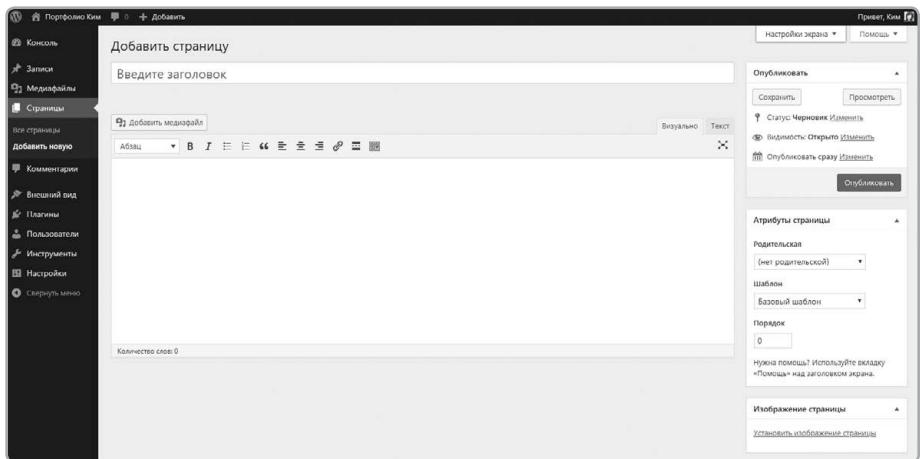 Портфолио Ким 0 + Добавить Привет, Ким
Настройки экрана Помощь
Консоль
Записи
Медиафайлы
Страницы
Все страницы
Добавить новую
Комментарии
Внешний вид
Плагины
Пользователи
Инструменты
Настройки
Свернуть меню
Добавить страницу
Введите заголовок
Добавить медиафайл
Визуально Текст
Абзац B I
Количество слов: 0
Опубликовать
Сохранить Просмотреть
Статус: Черновик Изменить
Видимость: Открыто Изменить
Опубликовать сразу Изменить
Опубликовать
Атрибуты страницы
Родительская
(нет родительской)
Шаблон
Базовый шаблон
Порядок
0
Нужна помощь? Используйте вкладку
«Помощь» над заголовком экрана.
Изображение страницы
Установить изображение страницы